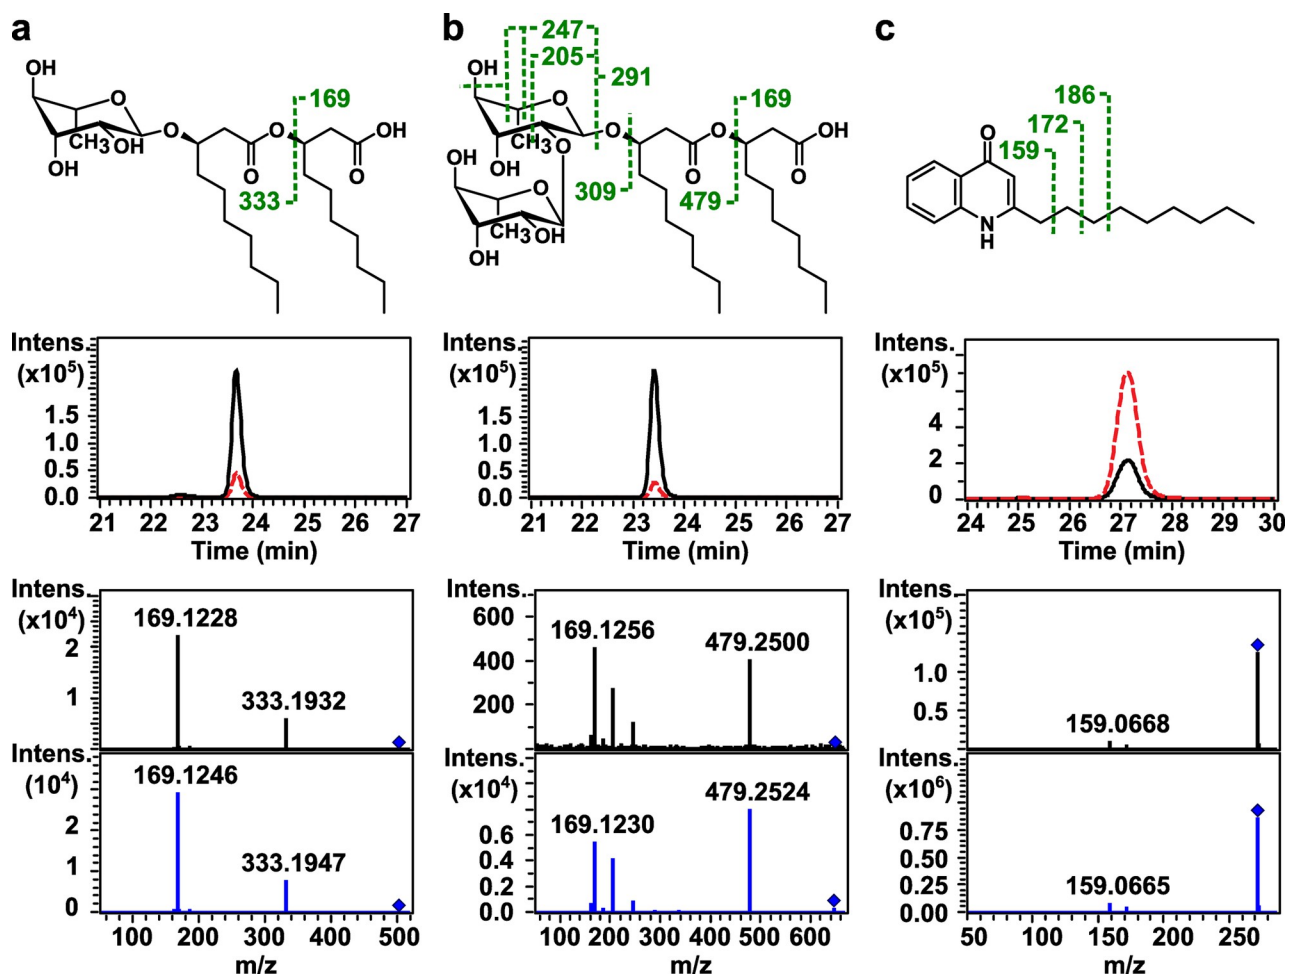 a
OH
O
O
CH3
OH
OH
O
O
O
OH
O
169
333
b
247
205
291
OH
O
O
CH3
O
OH
O
O
OH
O
169
309
479
OH
O
CH3
OH
OH
c
186
172
159
O
N
H
Intens.
(x10⁵)
1.5
1.0
0.5
0.0
21 22 23 24 25 26 27
Time (min)
Intens.
(x10⁵)
1.5
1.0
0.5
0.0
21 22 23 24 25 26 27
Time (min)
Intens.
(x10⁵)
4
2
0
24 25 26 27 28 29 30
Time (min)
Intens.
(x10⁴)
2
1
169.1228
333.1932
Intens.
(10⁴)
2
1
0
169.1246
333.1947
100 200 300 400 500
m/z
Intens.
600
400
200
169.1256
479.2500
Intens.
(x10⁴)
0.6
0.4
0.2
0.0
169.1230
479.2524
100 200 300 400 500 600
m/z
Intens.
(x10⁵)
1.0
0.5
159.0668
Intens.
(x10⁶)
0.75
0.50
0.25
0.00
159.0665
50 100 150 200 250
m/z